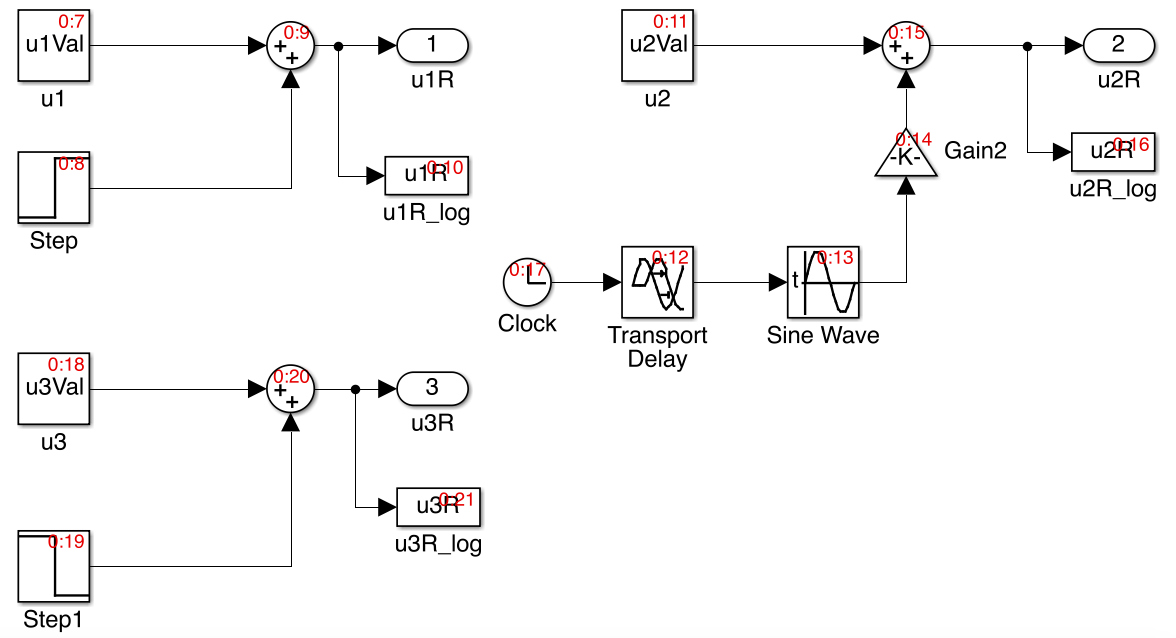 0:7
u1Val
u1
0:9
1
u1R
0:8
Step
0:10
u1R
u1R_log
0:11
u2Val
u2
0:15
2
u2R
0:14
-K-
Gain2
0:16
u2R
u2R_log
0:17
Clock
0:12
Transport
Delay
0:13
t
Sine Wave
0:18
u3Val
u3
0:20
3
u3R
0:19
Step1
0:21
u3R
u3R_log